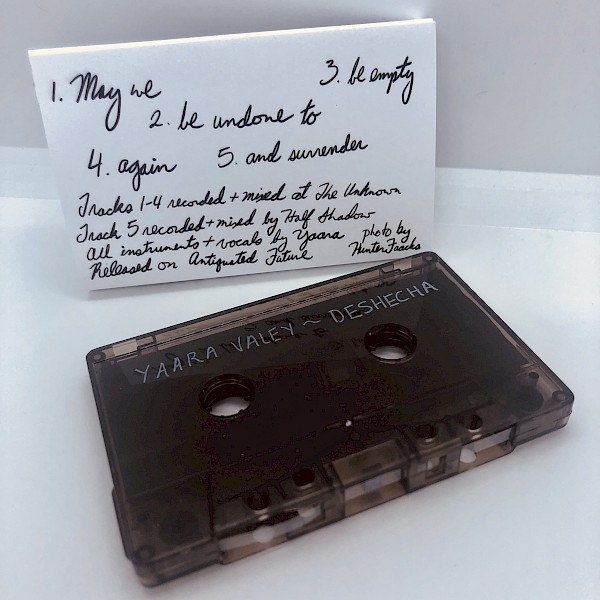 1. May we
3. be empty
2. be undone to
4. again
5. and surrender
Tracks 1-4 recorded + mixed at The Unknown
Track 5 recorded + mixed by Half Shadow
All instruments + vocals by Yaara
Released on Antiquated Future
photo by
Hunter Faacks
YAARA VALEY ~ DESHECHA